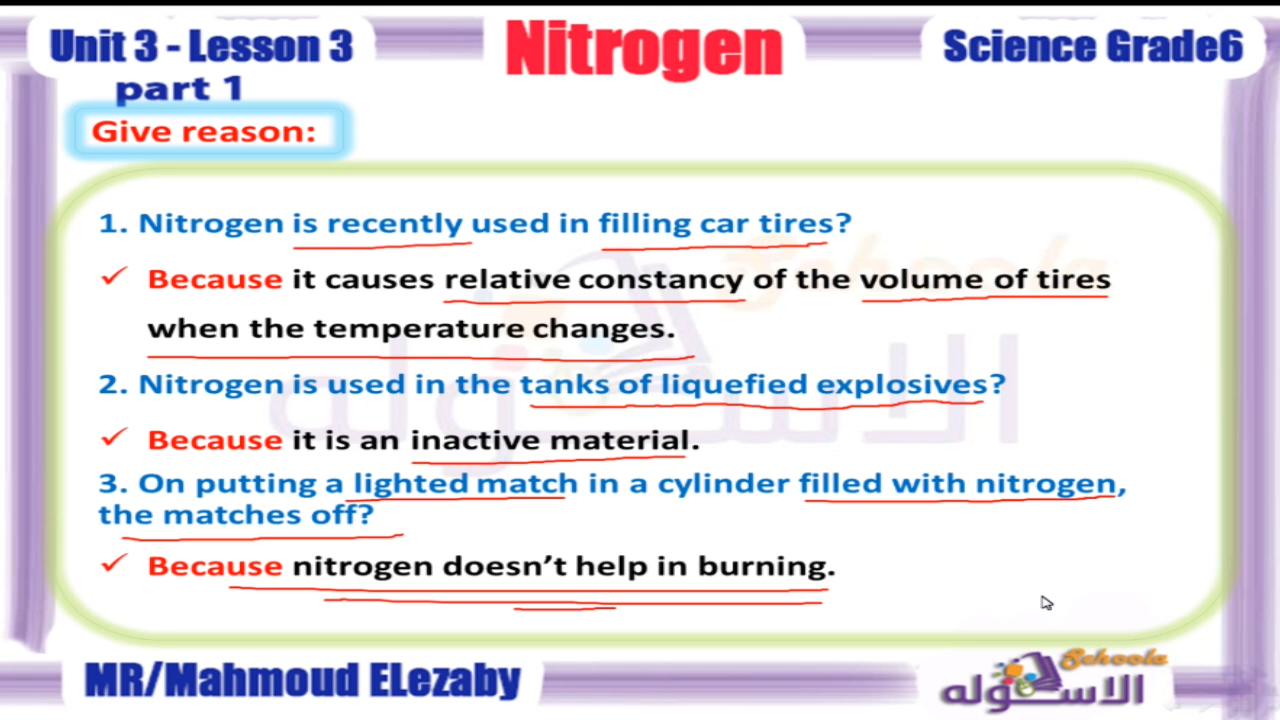 Unit 3 - Lesson 3
part 1
Nitrogen
Science Grade6
Give reason:
1. Nitrogen is recently used in filling car tires?
✓ Because it causes relative constancy of the volume of tires
when the temperature changes.
2. Nitrogen is used in the tanks of liquefied explosives?
✓ Because it is an inactive material.
3. On putting a lighted match in a cylinder filled with nitrogen,
the matches off?
✓ Because nitrogen doesn't help in burning.
MR/Mahmoud ELezaby
Schoola
الاسكوله